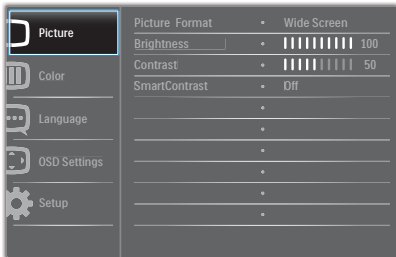 Picture
Color
Language
OSD Settings
Setup
Picture Format • Wide Screen
Brightness • 100
Contrast • 50
SmartContrast • Off
•
•
•
•
•
•